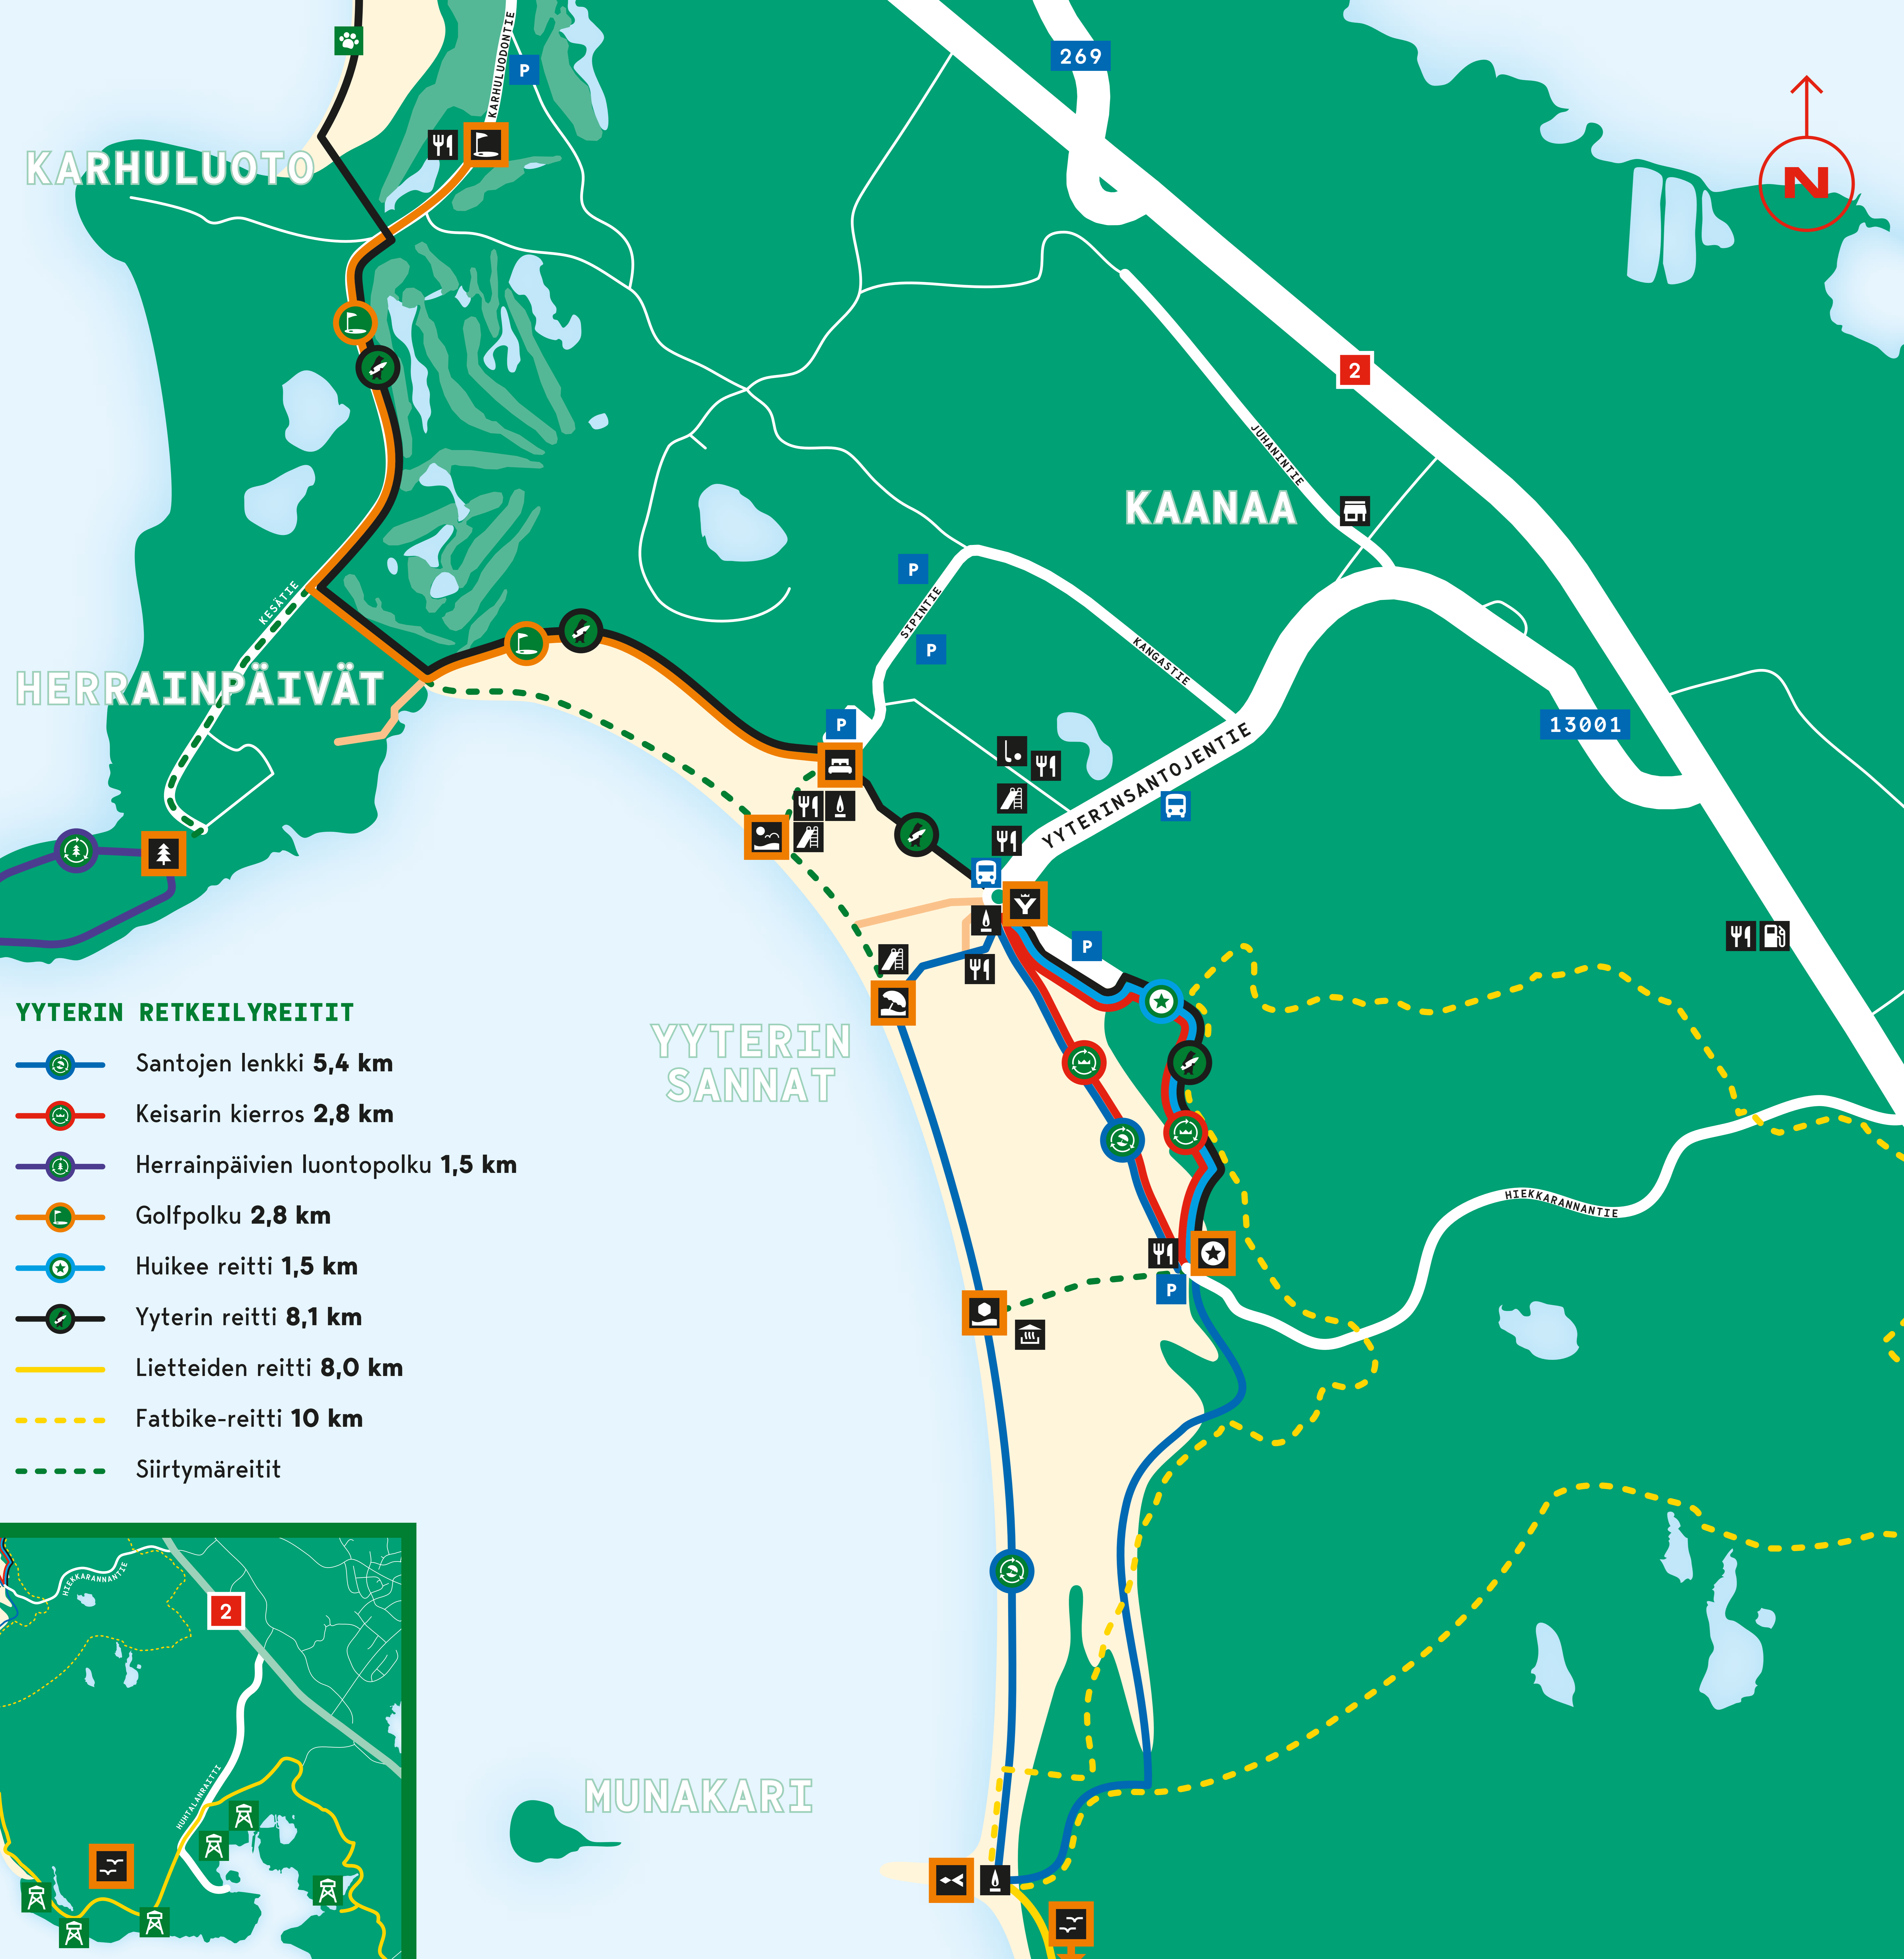 KARHULUODONTIE
P
269
N
KARHULUOTO
2
JUHANINTIE
KAANAA
P
SIPINTIE
KESÄTIE
P
KANGASTIE
HERRAINPÄIVÄT
P
13001
YYTERINSANTOJENTIE
Y
P
YYTERIN RETKEILYREITIT
Santojen lenkki 5,4 km
Keisarin kierros 2,8 km
Herrainpäivien luontopolku 1,5 km
Golfpolku 2,8 km
Huikee reitti 1,5 km
Yyterin reitti 8,1 km
Lietteiden reitti 8,0 km
Fatbike-reitti 10 km
Siirtymäreitit
YYTERIN
SANNAT
HIEKKARANNANTIE
P
HIEKKARANNANTIE
2
HUHTALANRAITTI
MUNAKARI